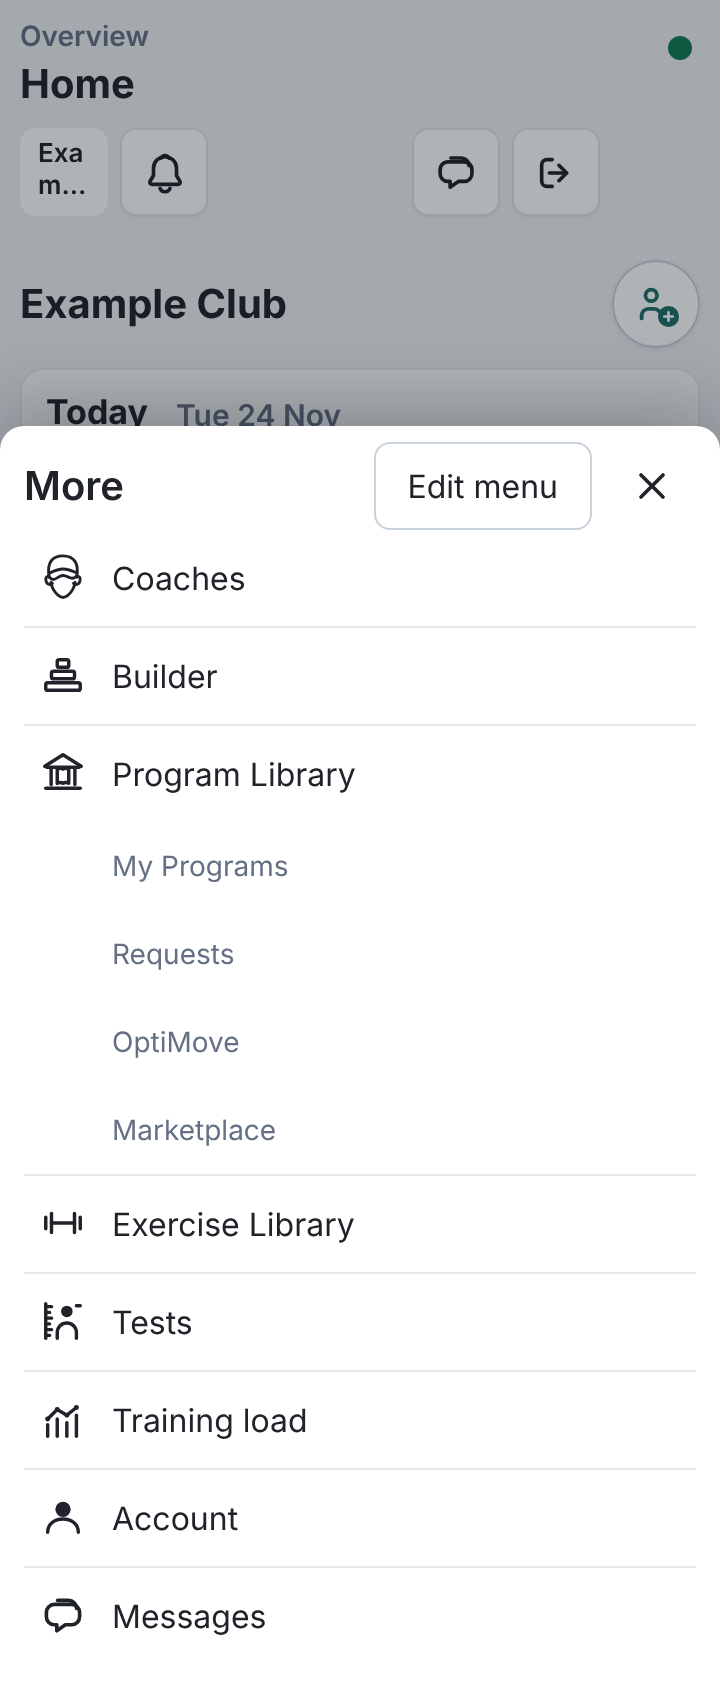 Overview
Home
Exa
m...
Example Club
Today Tue 24 Nov
More
Edit menu
Coaches
Builder
Program Library
My Programs
Requests
OptiMove
Marketplace
Exercise Library
Tests
Training load
Account
Messages